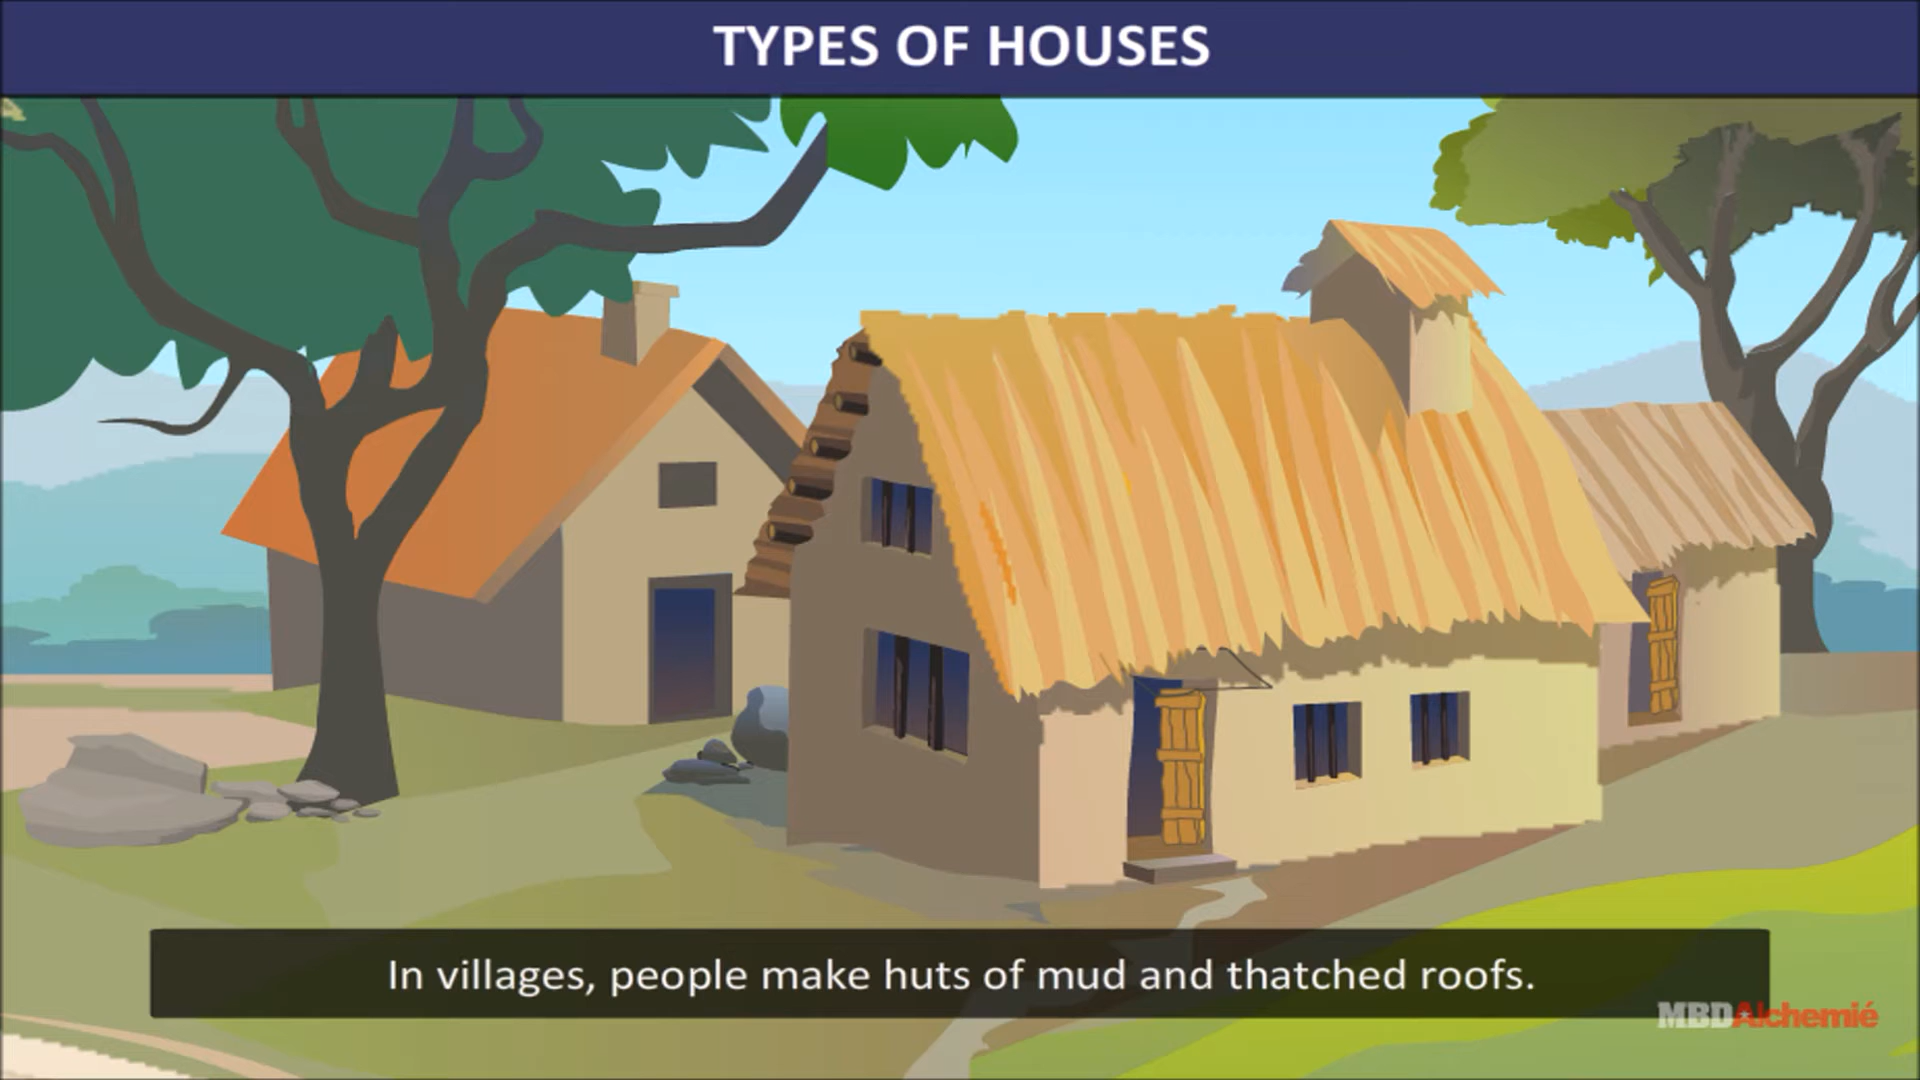 TYPES OF HOUSES
In villages, people make huts of mud and thatched roofs.
MBDAlchemié